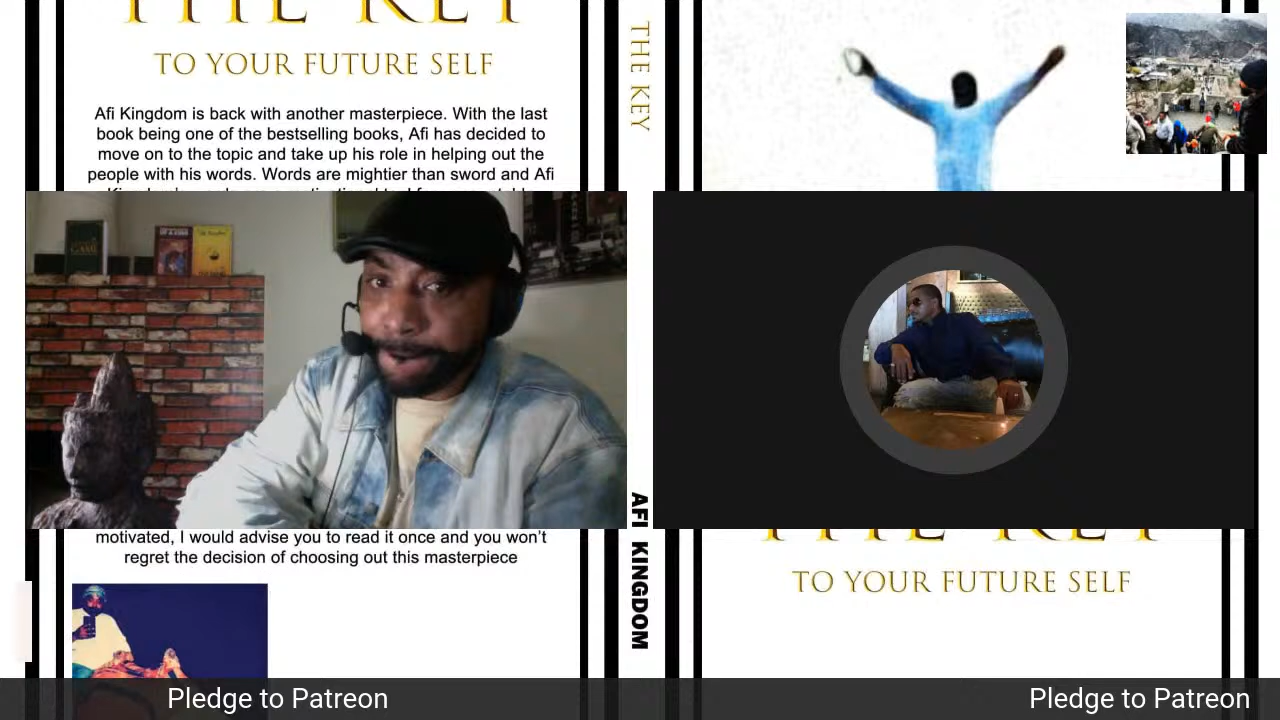 THE KEY
TO YOUR FUTURE SELF
Afi Kingdom is back with another masterpiece. With the last
book being one of the bestselling books, Afi has decided to
move on to the topic and take up his role in helping out the
people with his words. Words are mightier than sword and Afi
motivated, I would advise you to read it once and you won't
regret the decision of choosing out this masterpiece
THE KEY
AFI KINGDOM
THE KEY
TO YOUR FUTURE SELF
Pledge to Patreon
Pledge to Patreon